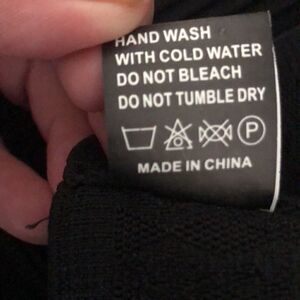 HAND WASH
WITH COLD WATER
DO NOT BLEACH
DO NOT TUMBLE DRY
P
MADE IN CHINA